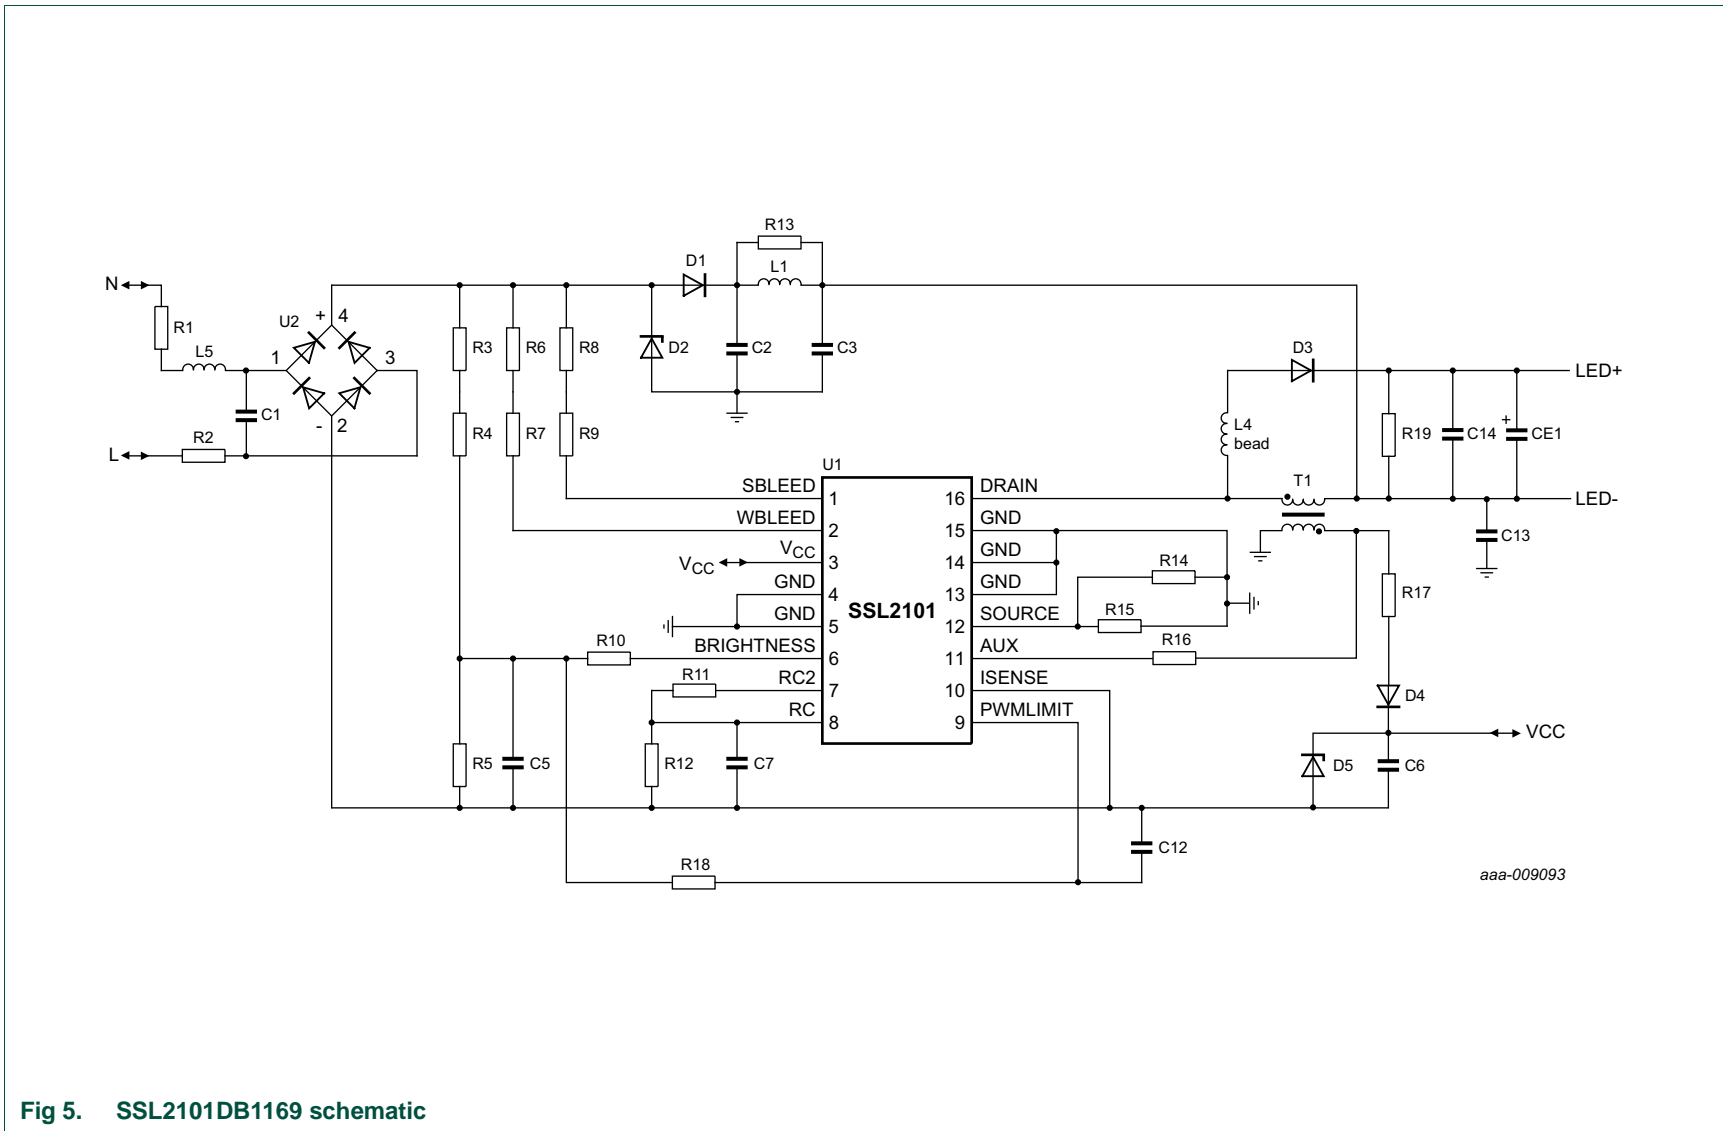 R13
D1
L1
N
R1
U2
+
4
L5
1
3
R3
R6
R8
D2
C2
C3
D3
LED+
C1
-
2
R2
L
R4
R7
R9
L4
bead
R19
C14
+
CE1
U1
T1
SBLEED
1
16
DRAIN
LED-
WBLEED
2
15
GND
C13
VCC
VCC
3
14
GND
R14
GND
4
13
GND
R17
SSL2101
GND
5
12
SOURCE
R15
R10
BRIGHTNESS
6
11
AUX
R16
R11
RC2
7
10
ISENSE
D4
RC
8
9
PWMLIMIT
VCC
R5
C5
R12
C7
D5
C6
C12
R18
aaa-009093
Fig 5. SSL2101DB1169 schematic